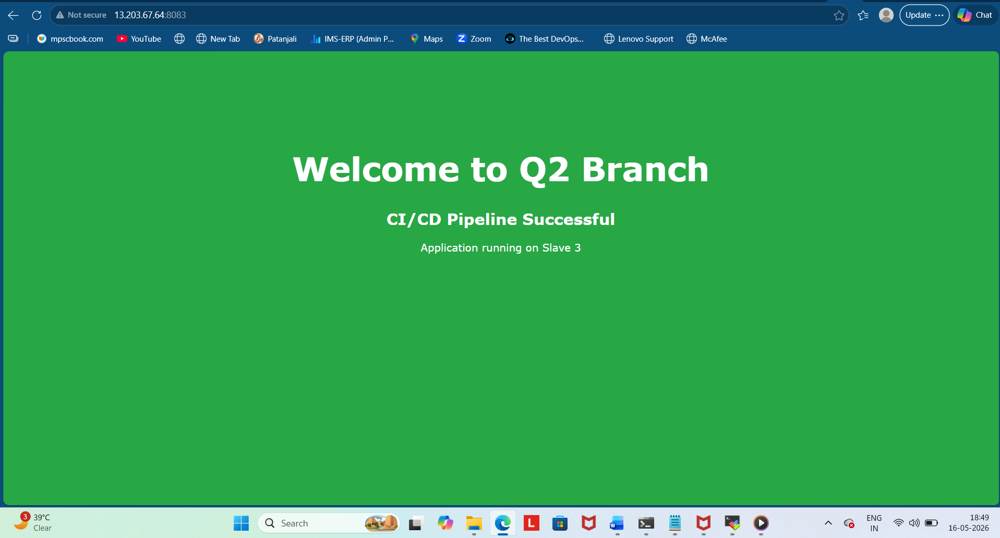 Not secure 13.203.67.64:8083 Update Chat
mpscbook.com YouTube New Tab Patanjali IMS-ERP (Admin P... Maps Zoom The Best DevOps... Lenovo Support McAfee
Welcome to Q2 Branch
CI/CD Pipeline Successful
Application running on Slave 3
3 39°C
Clear
Search
ENG
IN
18:49
16-05-2026